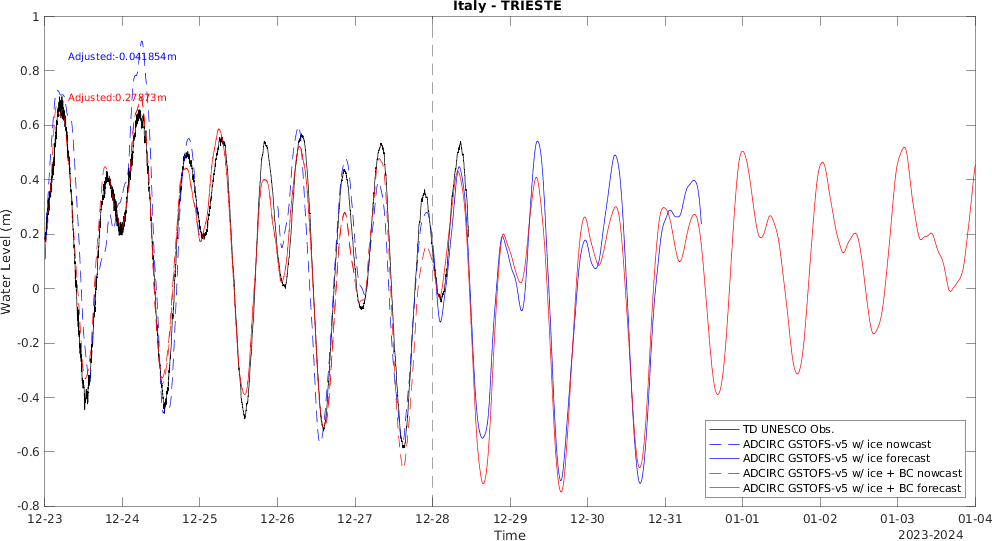 Italy - TRIESTE
Water Level (m)
1
0.8
0.6
0.4
0.2
0
-0.2
-0.4
-0.6
-0.8
Adjusted:-0.041854m
Adjusted:0.27873m
TD UNESCO Obs.
ADCIRC GSTOFS-v5 w/ ice nowcast
ADCIRC GSTOFS-v5 w/ ice forecast
ADCIRC GSTOFS-v5 w/ ice + BC nowcast
ADCIRC GSTOFS-v5 w/ ice + BC forecast
12-23 12-24 12-25 12-26 12-27 12-28 12-29 12-30 12-31 01-01 01-02 01-03 01-04
Time
2023-2024